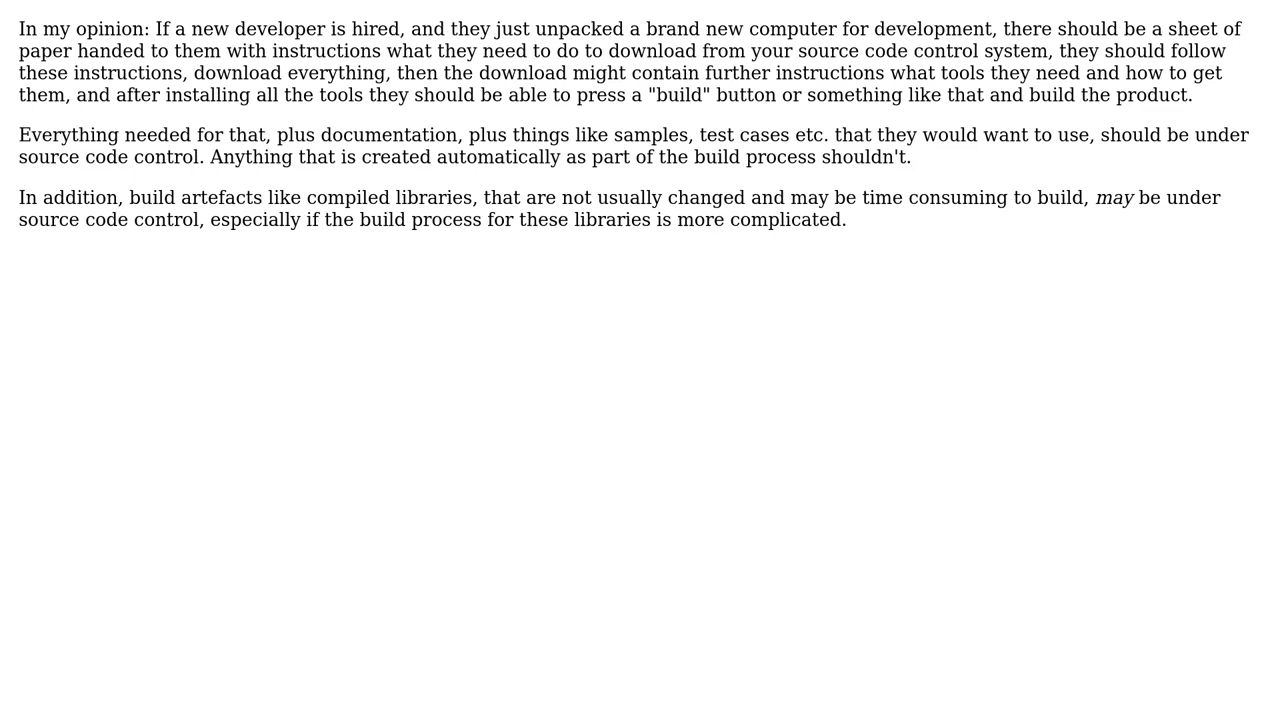 In my opinion: If a new developer is hired, and they just unpacked a brand new computer for development, there should be a sheet of
paper handed to them with instructions what they need to do to download from your source code control system, they should follow
these instructions, download everything, then the download might contain further instructions what tools they need and how to get
them, and after installing all the tools they should be able to press a "build" button or something like that and build the product.
Everything needed for that, plus documentation, plus things like samples, test cases etc. that they would want to use, should be under
source code control. Anything that is created automatically as part of the build process shouldn't.
In addition, build artefacts like compiled libraries, that are not usually changed and may be time consuming to build, may be under
source code control, especially if the build process for these libraries is more complicated.